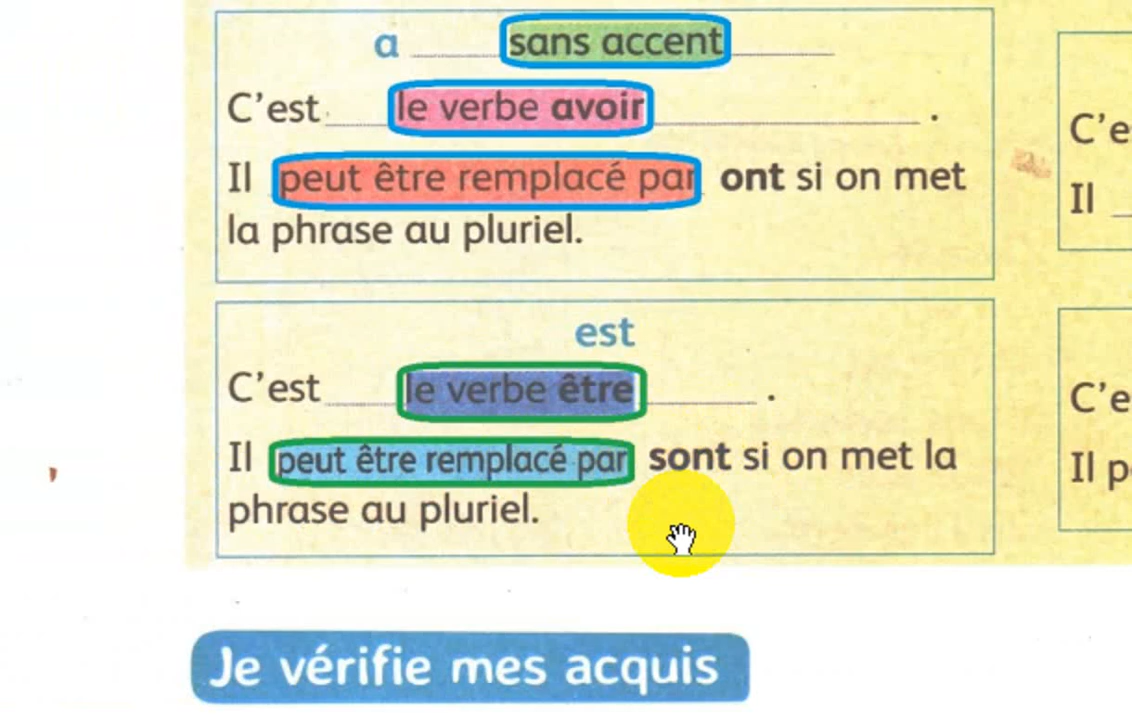 a sans accent
C'est le verbe avoir .
Il peut être remplacé par ont si on met
la phrase au pluriel.
est
C'est le verbe être .
Il peut être remplacé par sont si on met la
phrase au pluriel.
C'e
Il
C'e
Il p
Je vérifie mes acquis